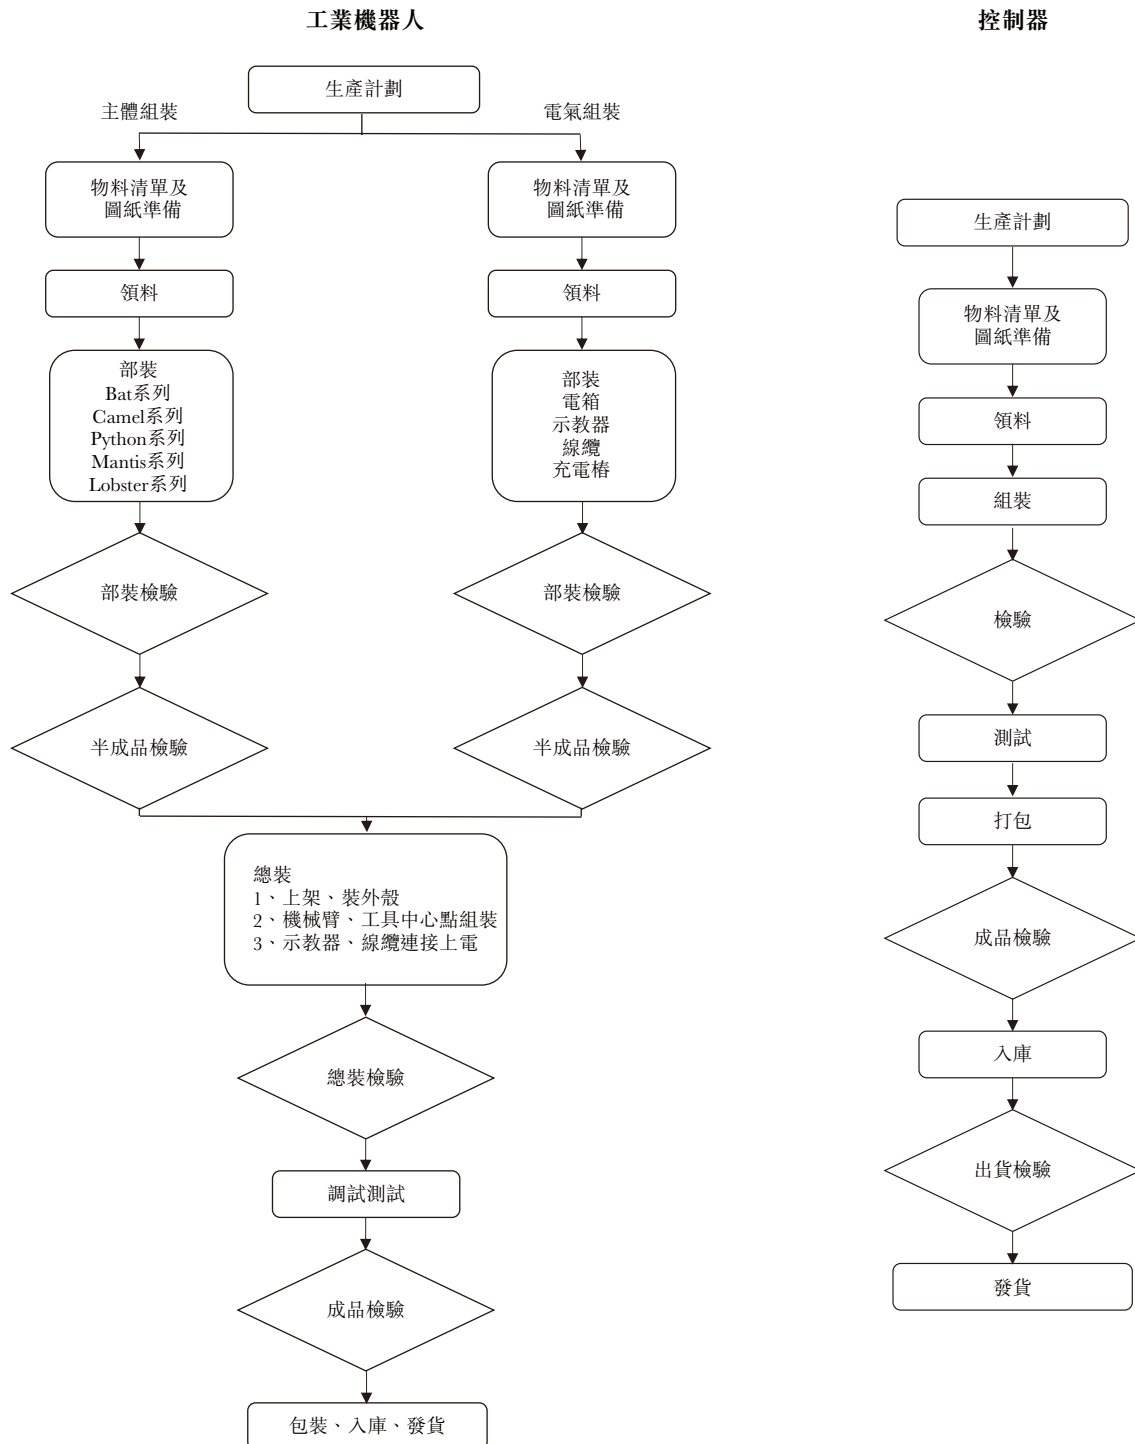 工業機器人
生產計劃
主體組裝
電氣組裝
物料清單及
圖紙準備
領料
部裝
Bat系列
Camel系列
Python系列
Mantis系列
Lobster系列
部裝檢驗
半成品檢驗
物料清單及
圖紙準備
領料
部装
電箱
示教器
線纜
充電樁
部裝檢驗
半成品檢驗
總裝
1、上架、裝外殼
2、機械臂、工具中心點組裝
3、示教器、線纜連接上電
總裝檢驗
調試測試
成品檢驗
包裝、入庫、發貨
控制器
生產計劃
物料清單及
圖紙準備
領料
組装
檢驗
測試
打包
成品檢驗
入庫
出貨檢驗
發貨